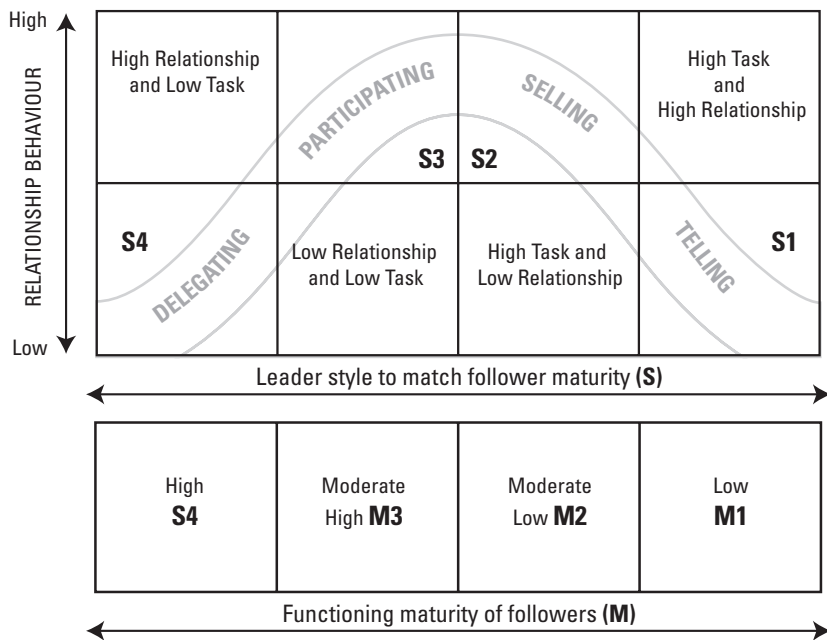 High
RELATIONSHIP BEHAVIOUR
Low
High Relationship
and Low Task
PARTICIPATING
SELLING
High Task
and
High Relationship
S3
S2
S4
DELEGATING
Low Relationship
and Low Task
High Task and
Low Relationship
TELLING
S1
Leader style to match follower maturity (S)
High
S4
Moderate
High M3
Moderate
Low M2
Low
M1
Functioning maturity of followers (M)